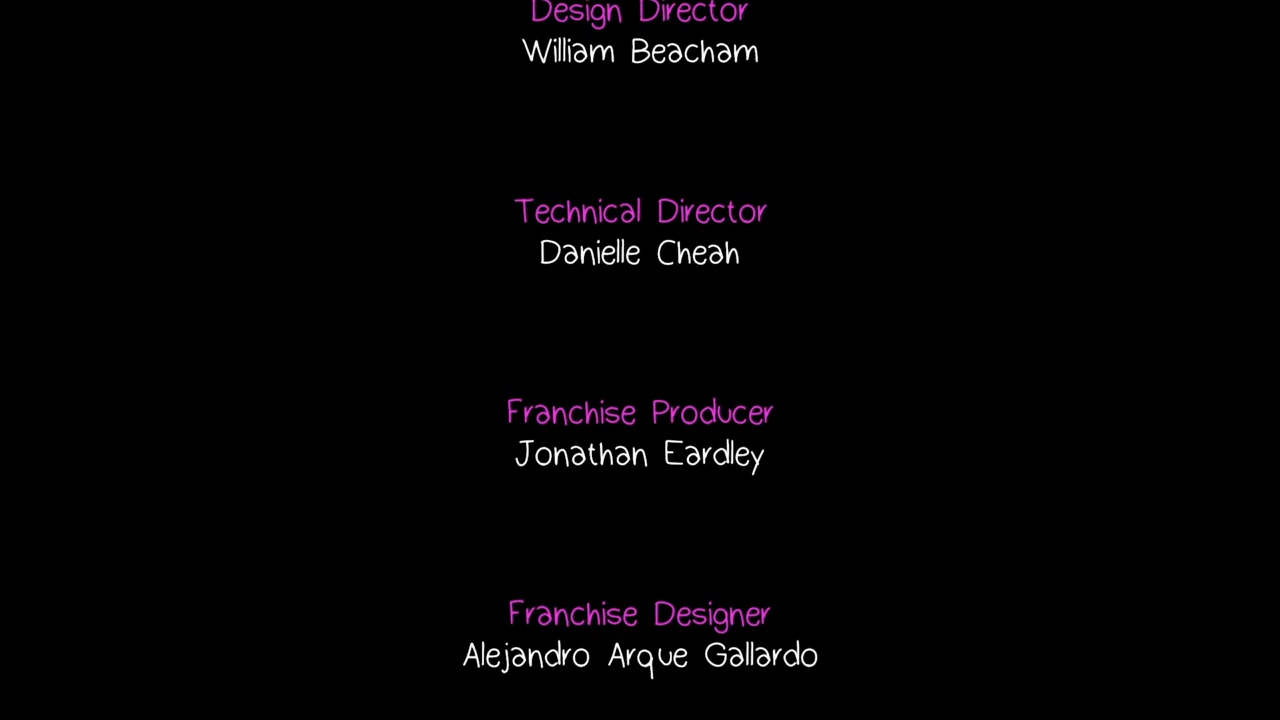 Design Director
William Beacham
Technical Director
Danielle Cheah
Franchise Producer
Jonathan Eardley
Franchise Designer
Alejandro Arque Gallardo